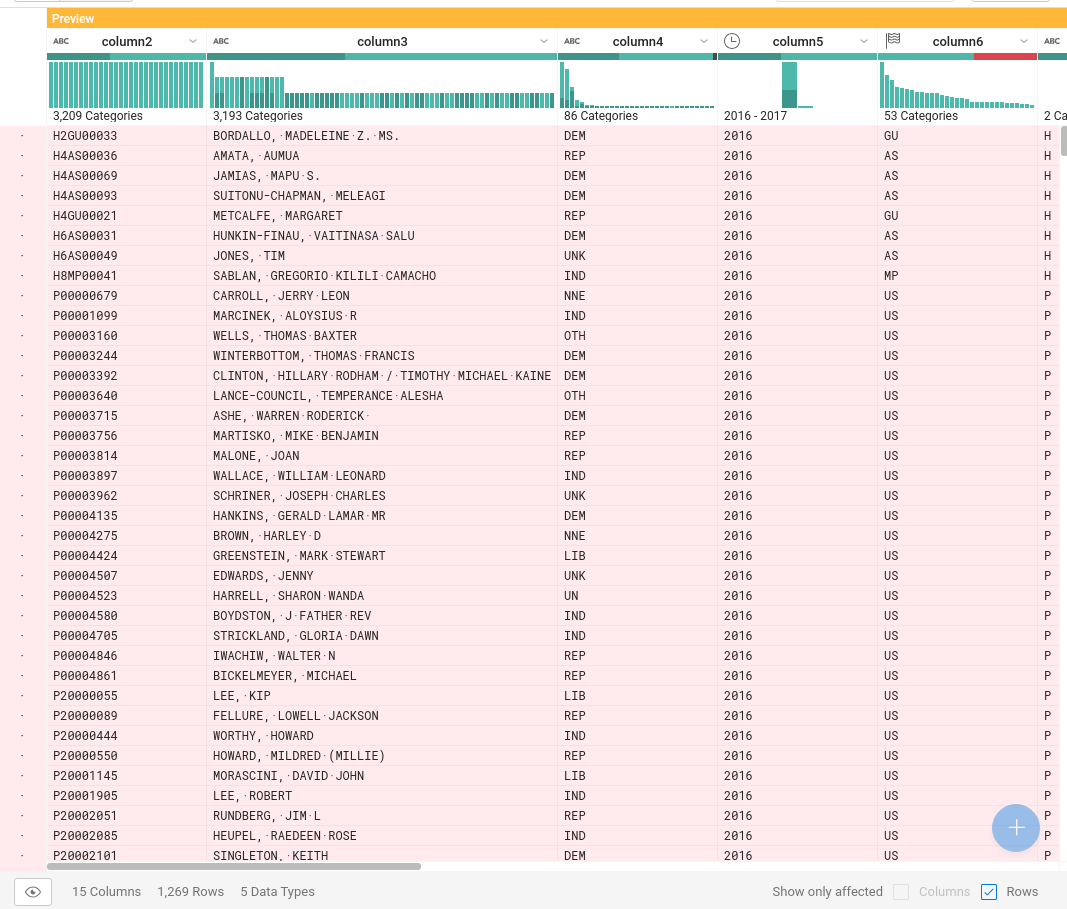 Preview
ABC column2 ABC column3 ABC column4 column5 column6 ABC
3,209 Categories 3,193 Categories 86 Categories 2016 - 2017 53 Categories 2 Ca
H2GU00033 BORDALLO,·MADELEINE·Z.·MS. DEM 2016 GU H
H4AS00036 AMATA,·AUMUA REP 2016 AS H
H4AS00069 JAMIAS,·MAPU·S. DEM 2016 AS H
H4AS00093 SUITONU-CHAPMAN,·MELEAGI DEM 2016 AS H
H4GU00021 METCALFE,·MARGARET REP 2016 GU H
H6AS00031 HUNKIN-FINAU,·VAITINASA·SALU DEM 2016 AS H
H6AS00049 JONES,·TIM UNK 2016 AS H
H8MP00041 SABLAN,·GREGORIO·KILILI·CAMACHO IND 2016 MP H
P00000679 CARROLL,·JERRY·LEON NNE 2016 US P
P00001099 MARCINEK,·ALOYSIUS·R IND 2016 US P
P00003160 WELLS,·THOMAS·BAXTER OTH 2016 US P
P00003244 WINTERBOTTOM,·THOMAS·FRANCIS DEM 2016 US P
P00003392 CLINTON,·HILLARY·RODHAM·/·TIMOTHY·MICHAEL·KAINE DEM 2016 US P
P00003640 LANCE-COUNCIL,·TEMPERANCE·ALESHA OTH 2016 US P
P00003715 ASHE,·WARREN·RODERICK· DEM 2016 US P
P00003756 MARTISKO,·MIKE·BENJAMIN REP 2016 US P
P00003814 MALONE,·JOAN REP 2016 US P
P00003897 WALLACE,·WILLIAM·LEONARD IND 2016 US P
P00003962 SCHRINER,·JOSEPH·CHARLES UNK 2016 US P
P00004135 HANKINS,·GERALD·LAMAR·MR DEM 2016 US P
P00004275 BROWN,·HARLEY·D NNE 2016 US P
P00004424 GREENSTEIN,·MARK·STEWART LIB 2016 US P
P00004507 EDWARDS,·JENNY UNK 2016 US P
P00004523 HARRELL,·SHARON·WANDA UN 2016 US P
P00004580 BOYDSTON,·J·FATHER·REV IND 2016 US P
P00004705 STRICKLAND,·GLORIA·DAWN IND 2016 US P
P00004846 IWACHIW,·WALTER·N REP 2016 US P
P00004861 BICKELMEYER,·MICHAEL REP 2016 US P
P20000055 LEE,·KIP LIB 2016 US P
P20000089 FELLURE,·LOWELL·JACKSON REP 2016 US P
P20000444 WORTHY,·HOWARD IND 2016 US P
P20000550 HOWARD,·MILDRED·(MILLIE) REP 2016 US P
P20001145 MORASCINI,·DAVID·JOHN LIB 2016 US P
P20001905 LEE,·ROBERT IND 2016 US P
P20002051 RUNDBERG,·JIM·L REP 2016 US P
P20002085 HEUPEL,·RAEDEEN·ROSE IND 2016 US P
P20002101 SINGLETON,·KEITH DEM 2016 US P
15 Columns 1,269 Rows 5 Data Types Show only affected Columns Rows